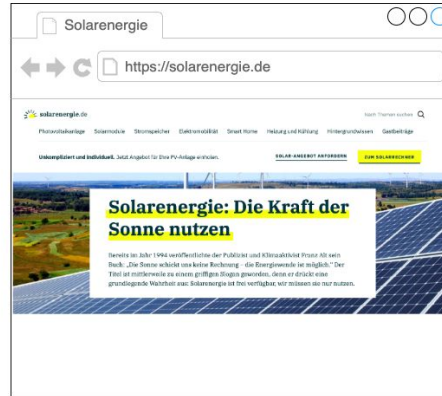 Solarenergie
https://solarenergie.de
solarenergie.de
Nach Themen suchen
Photovoltaikanlage Solarmodule Stromspeicher Elektromobilität Smart Home Heizung und Kühlung Hintergrundwissen Gastbeiträge
Unkompliziert und individuell. Jetzt Angebot für Ihre PV-Anlage einholen.
SOLAR-ANGEBOT ANFORDERN
ZUM SOLARRECHNER
Solarenergie: Die Kraft der
Sonne nutzen
Bereits im Jahr 1994 veröffentlichte der Publizist und Klimaaktivist Franz Alt sein
Buch: „Die Sonne schickt uns keine Rechnung – die Energiewende ist möglich.“ Der
Titel ist mittlerweile zu einem griffigen Slogan geworden, denn er drückt eine
grundlegende Wahrheit aus: Solarenergie ist frei verfügbar, wir müssen sie nur nutzen.